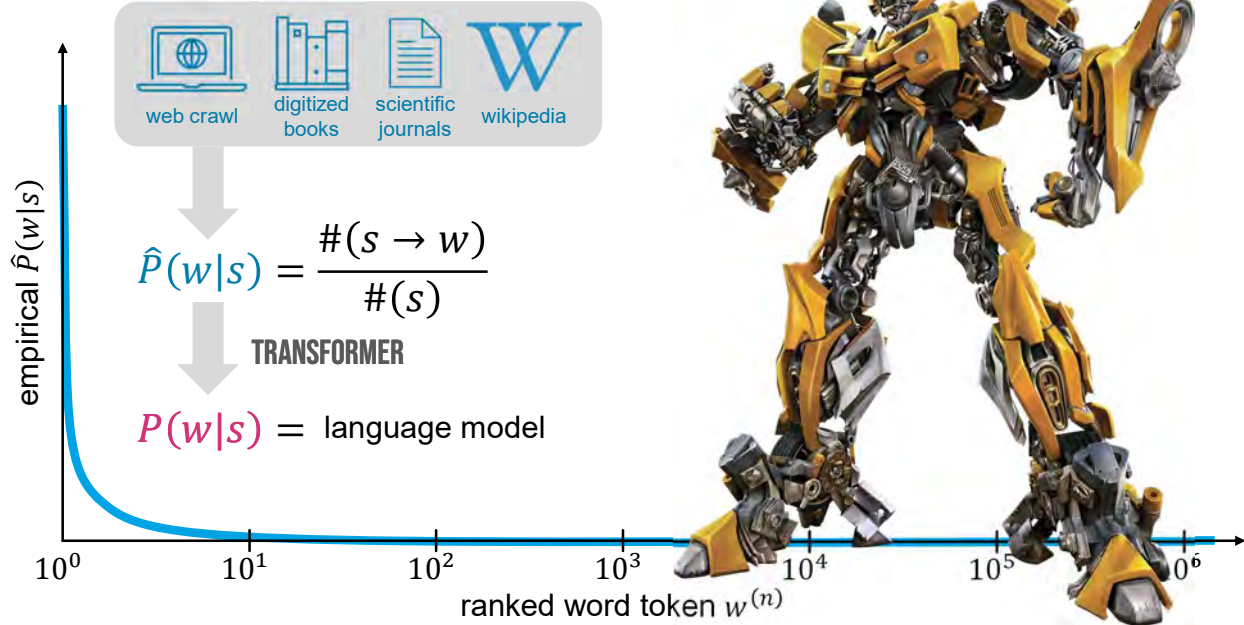 W
web crawl
digitized
books
scientific
journals
wikipedia
empirical P̂(w|s)
P̂(w|s) = #(s → w) / #(s)
TRANSFORMER
P(w|s) = language model
10⁰ 10¹ 10² 10³ 10⁴ 10⁵ 10⁶
ranked word token w⁽ⁿ⁾